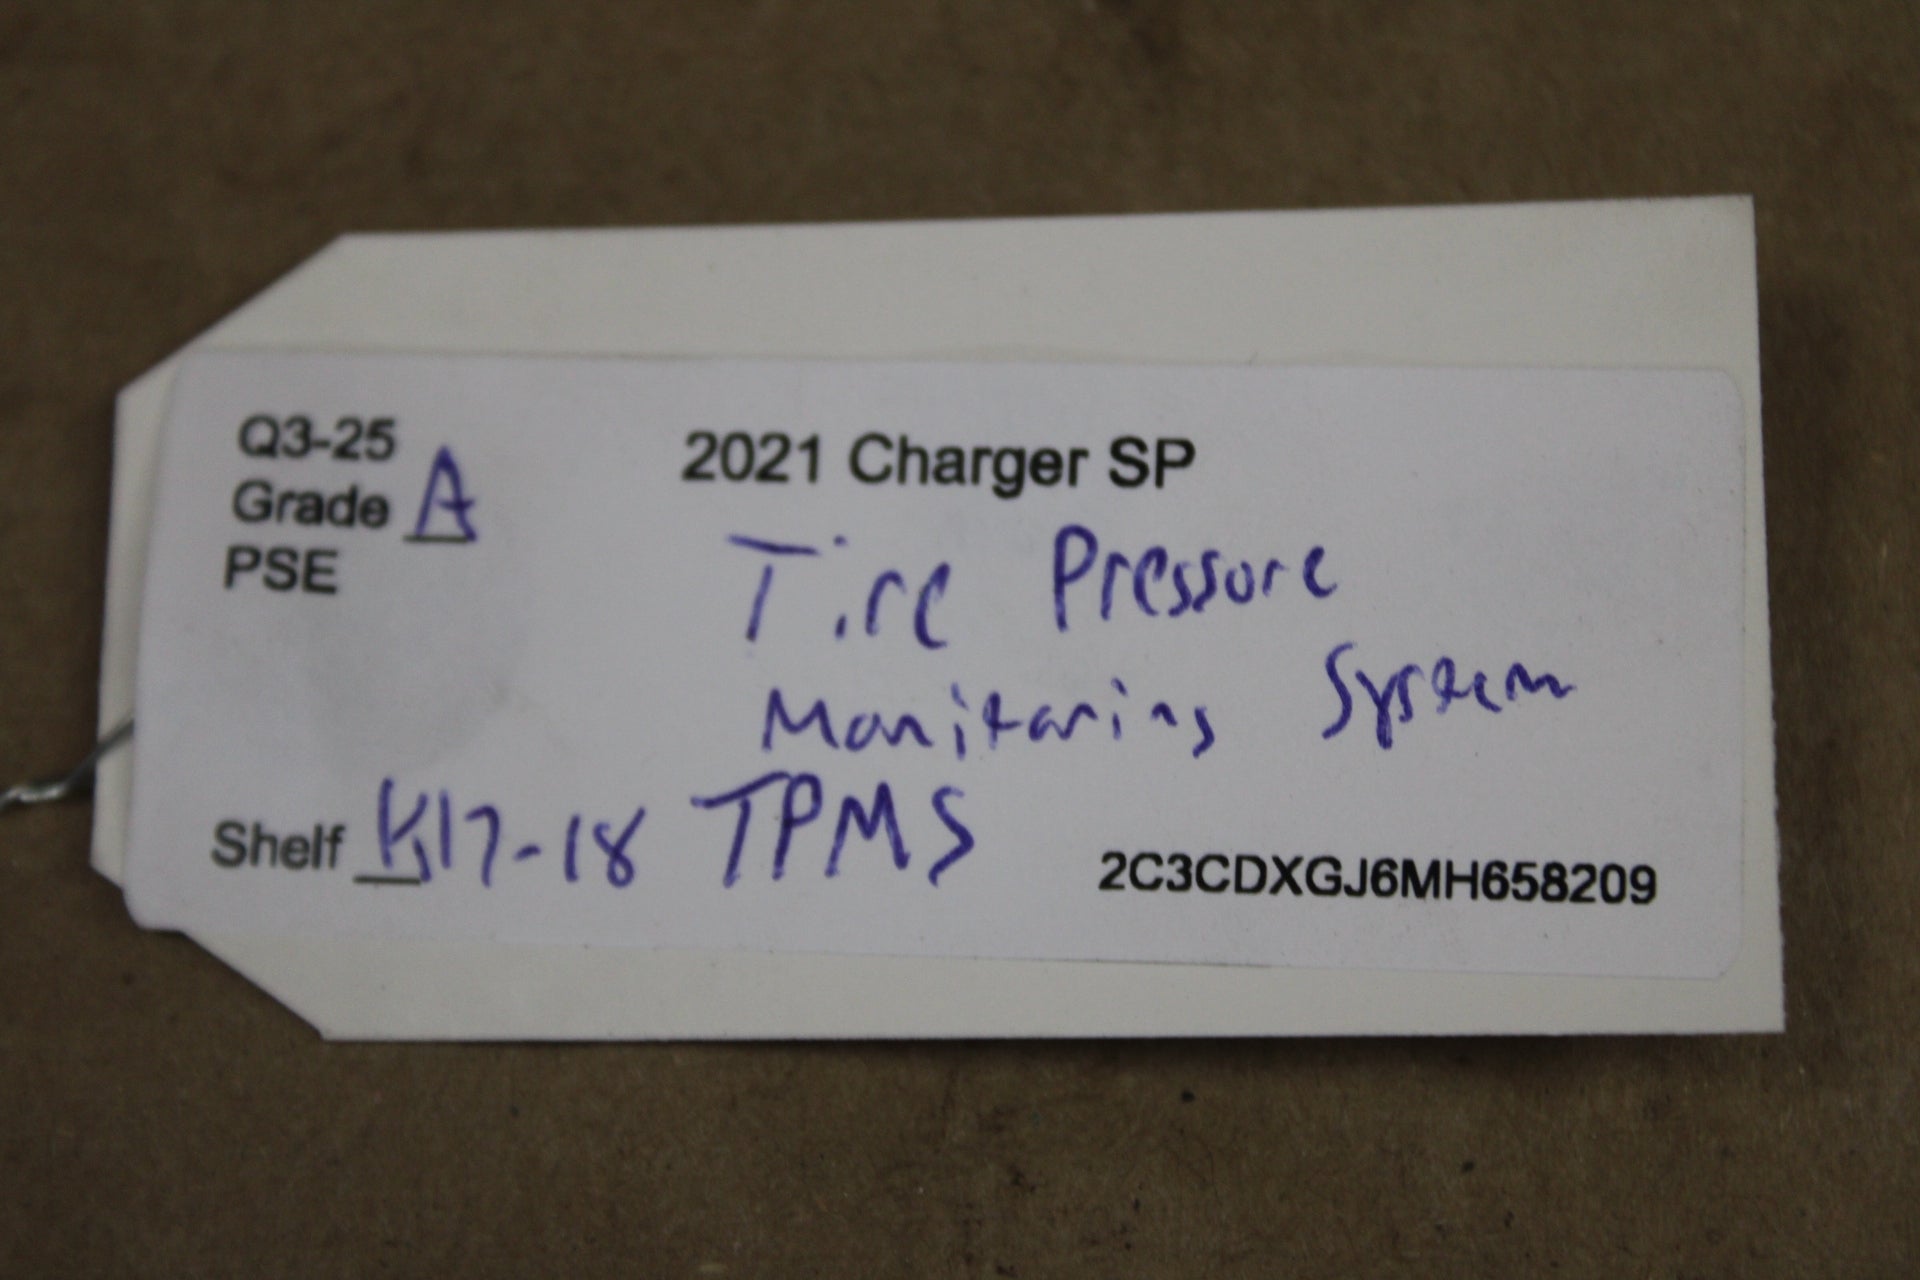 Q3-25
Grade A
PSE
2021 Charger SP
Tire Pressure
Monitoring System
Shelf K17-18 TPMS
2C3CDXGJ6MH658209